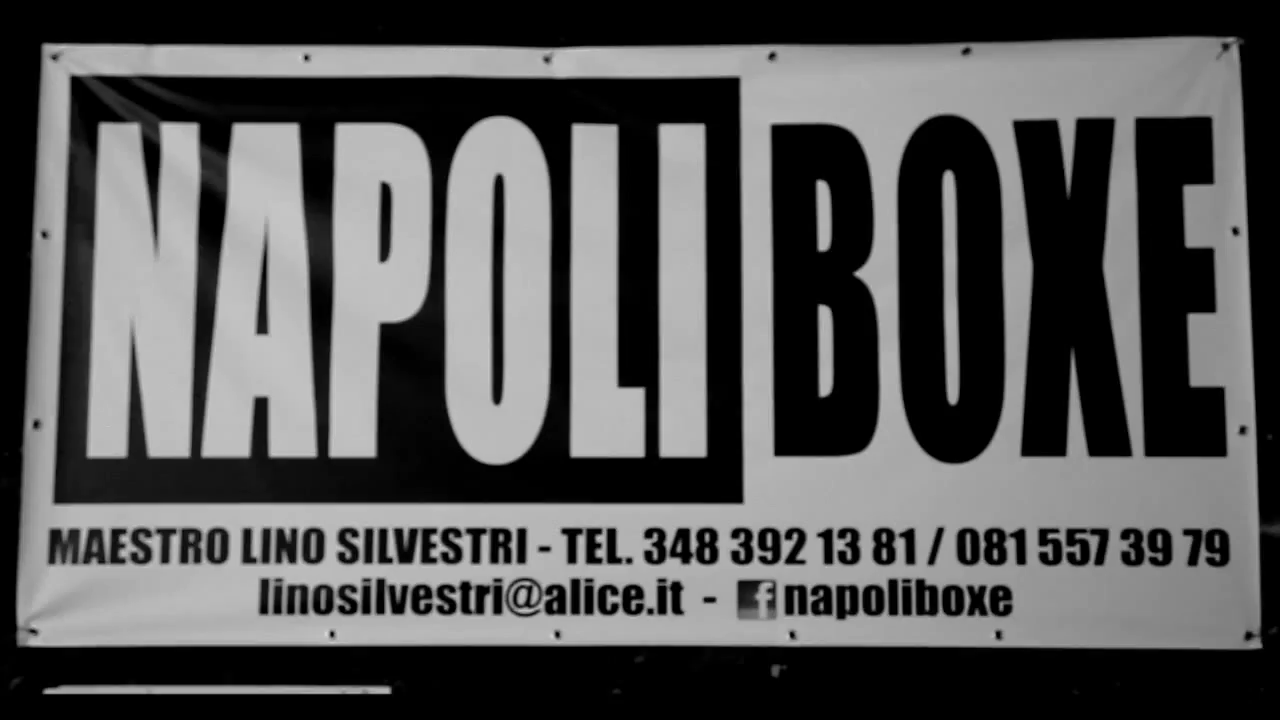 NAPOLI BOXE
MAESTRO LINO SILVESTRI - TEL. 348 392 13 81 / 081 557 39 79
linosilvestri@alice.it - f napoliboxe